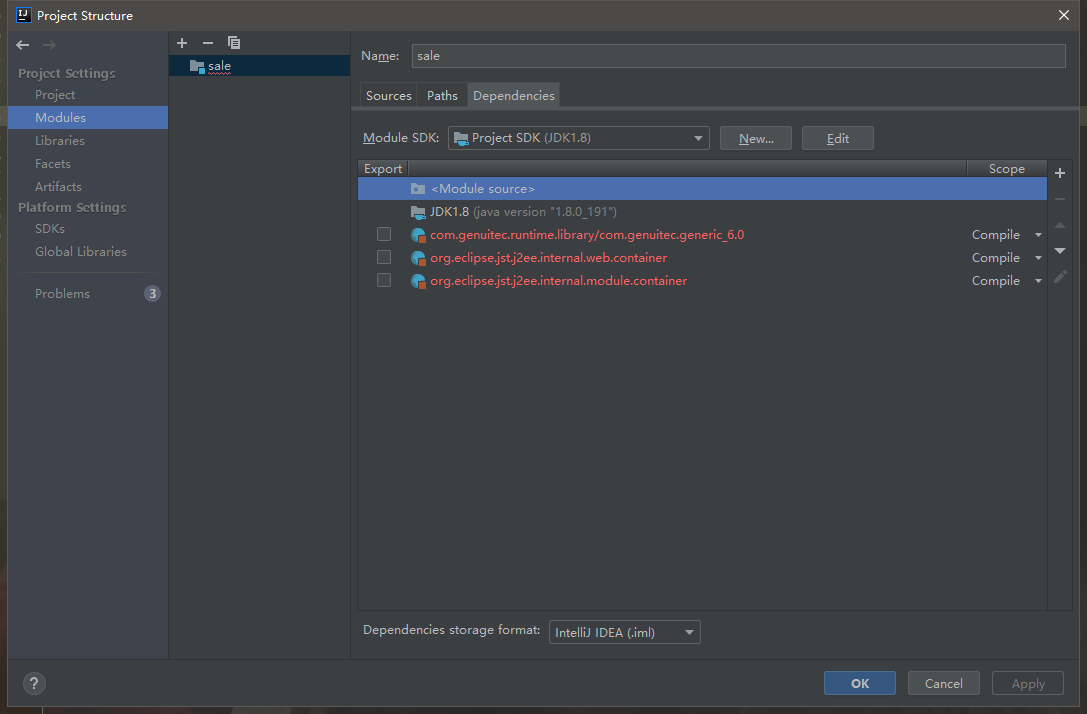 Project Structure
Project Settings
Project
Modules
Libraries
Facets
Artifacts
Platform Settings
SDKs
Global Libraries
Problems 3
sale
Name: sale
Sources Paths Dependencies
Module SDK: Project SDK (JDK1.8) New... Edit
Export Scope
<Module source>
JDK1.8 (java version "1.8.0_191")
com.genuitec.runtime.library/com.genuitec.generic_6.0 Compile
org.eclipse.jst.j2ee.internal.web.container Compile
org.eclipse.jst.j2ee.internal.module.container Compile
Dependencies storage format: IntelliJ IDEA (.iml)
? OK Cancel Apply